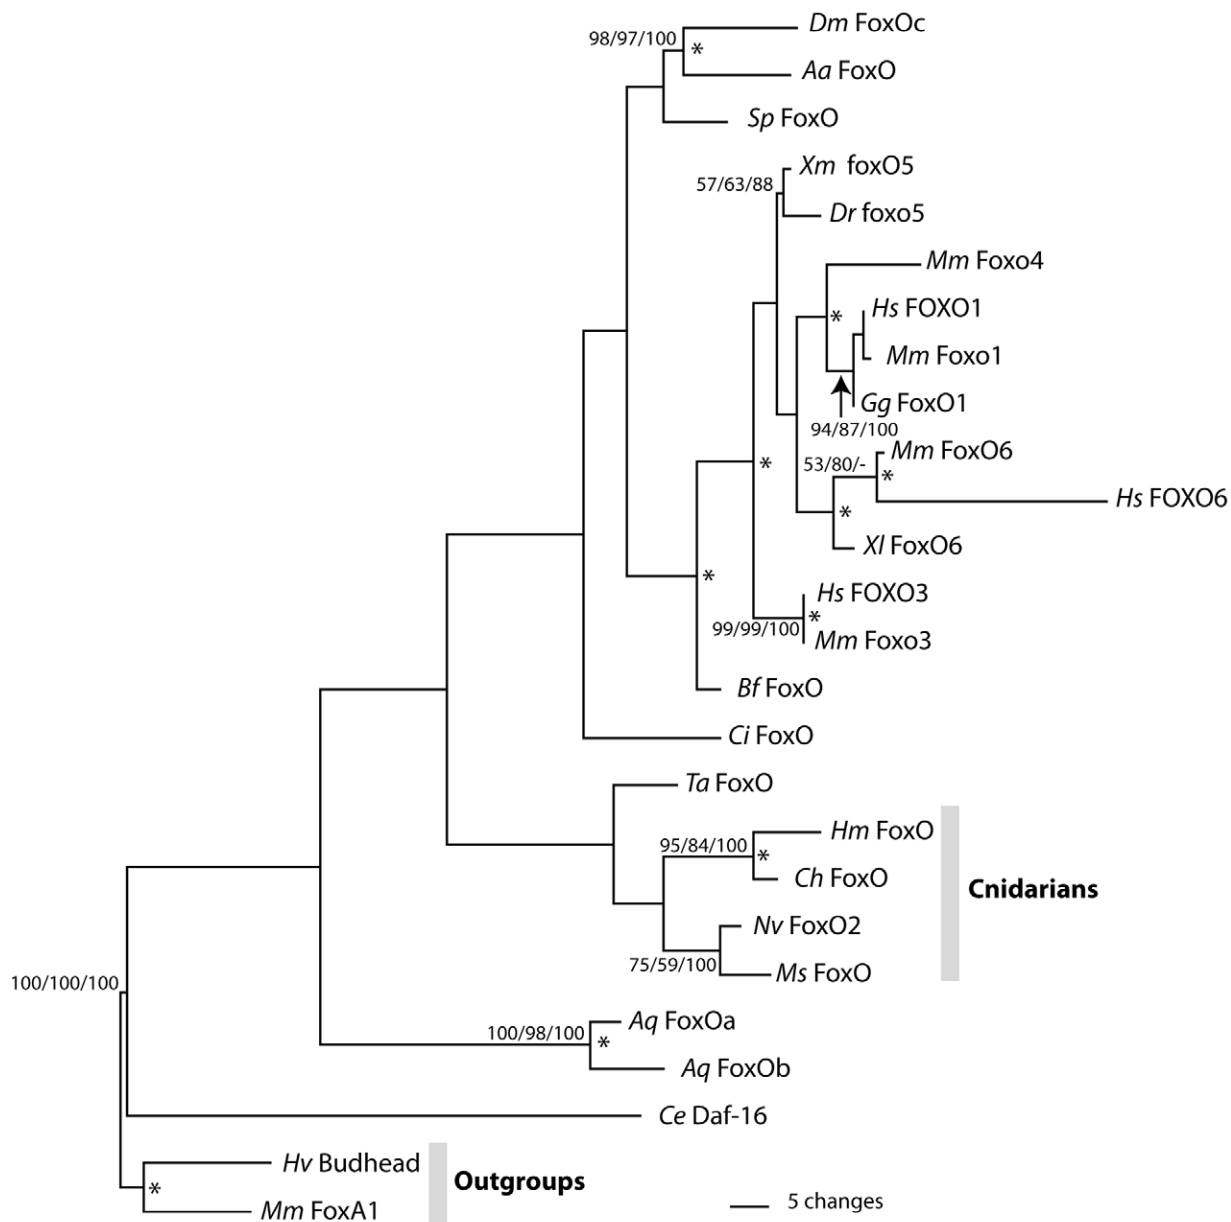 Dm FoxOc
98/97/100
*
Aa FoxO
Sp FoxO
Xm foxO5
57/63/88
Dr foxo5
Mm Foxo4
Hs FOXO1
*
Mm Foxo1
Gg FoxO1
94/87/100
Mm FoxO6
53/80/-
*
*
Hs FOXO6
*
Xl FoxO6
*
Hs FOXO3
*
99/99/100
Mm Foxo3
Bf FoxO
Ci FoxO
Ta FoxO
Hm FoxO
95/84/100
*
Ch FoxO
Cnidarians
Nv FoxO2
75/59/100
Ms FoxO
100/100/100
Aq FoxOa
100/98/100
*
Aq FoxOb
Ce Daf-16
Hv Budhead
*
Outgroups
Mm FoxA1
5 changes